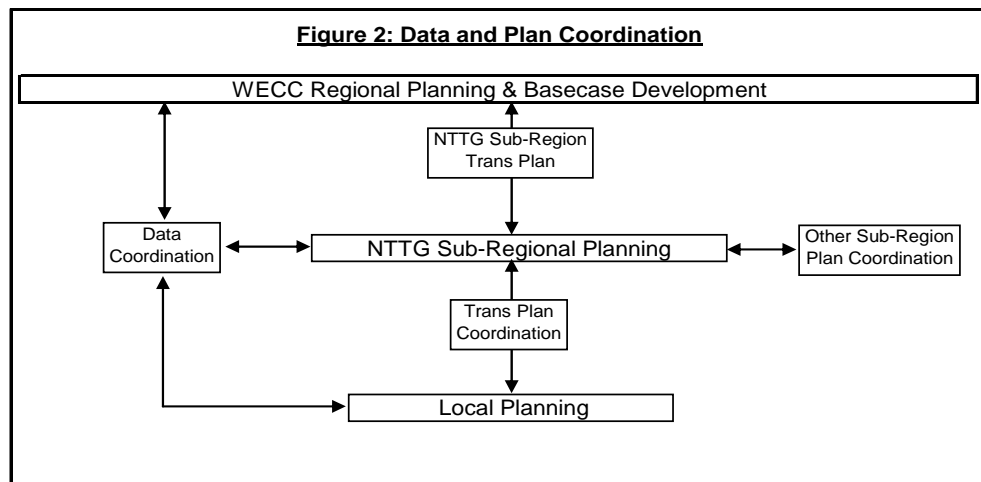 Figure 2: Data and Plan Coordination
WECC Regional Planning & Basecase Development
NTTG Sub-Region
Trans Plan
Data
Coordination
NTTG Sub-Regional Planning
Other Sub-Region
Plan Coordination
Trans Plan
Coordination
Local Planning